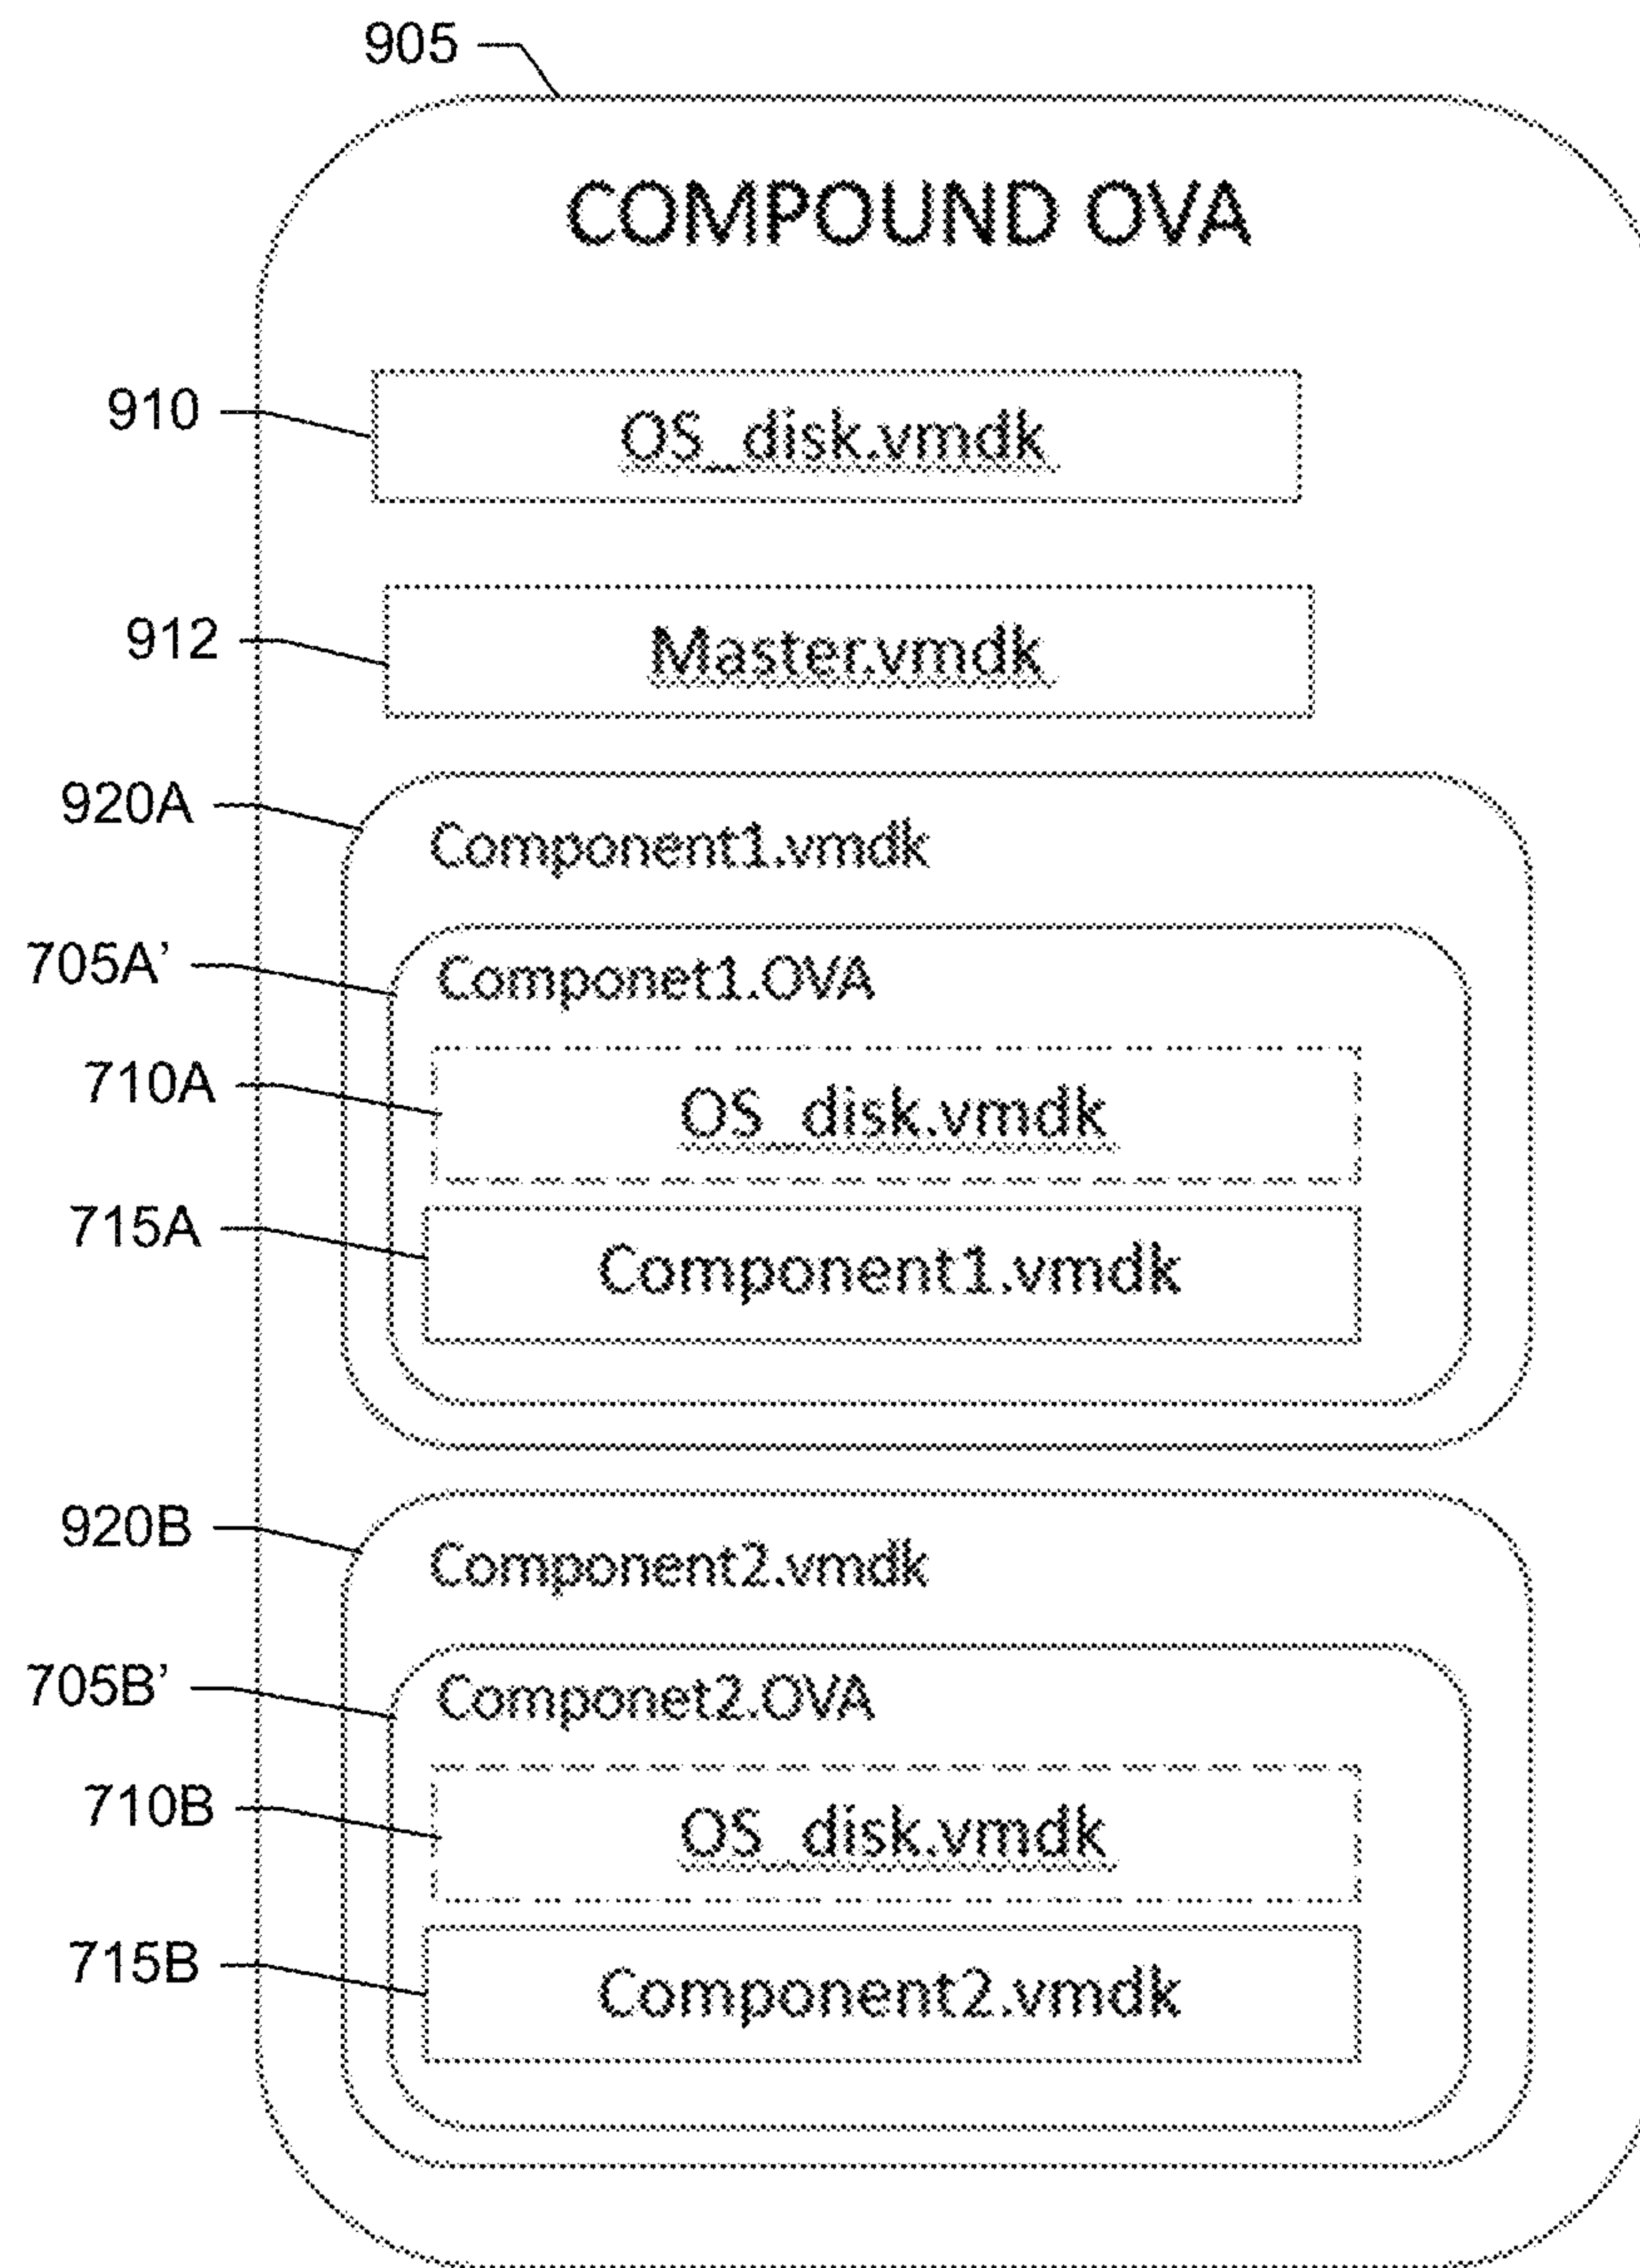 905
COMPOUND OVA
910
OS_disk.vmdk
912
Master.vmdk
920A
Component1.vmdk
705A’
Componet1.OVA
710A
OS_disk.vmdk
715A
Component1.vmdk
920B
Component2.vmdk
705B’
Componet2.OVA
710B
OS_disk.vmdk
715B
Component2.vmdk